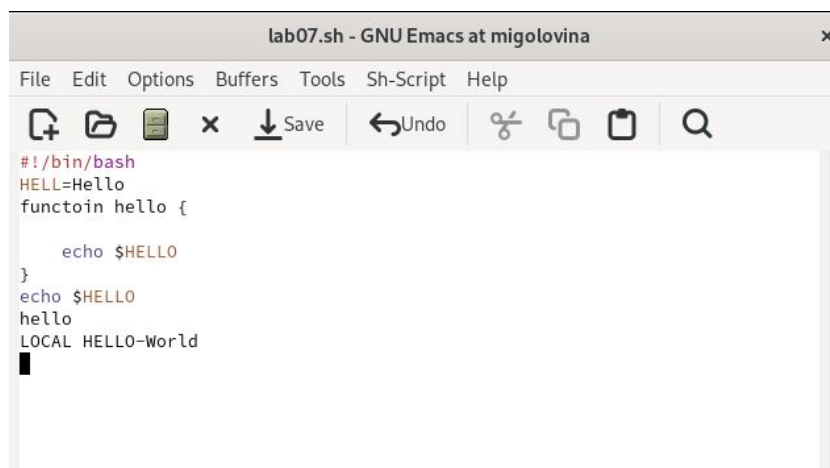 lab07.sh - GNU Emacs at migolovina
File Edit Options Buffers Tools Sh-Script Help
Save Undo
#!/bin/bash
HELL=Hello
functoin hello {
echo $HELLO
}
echo $HELLO
hello
LOCAL HELLO-World